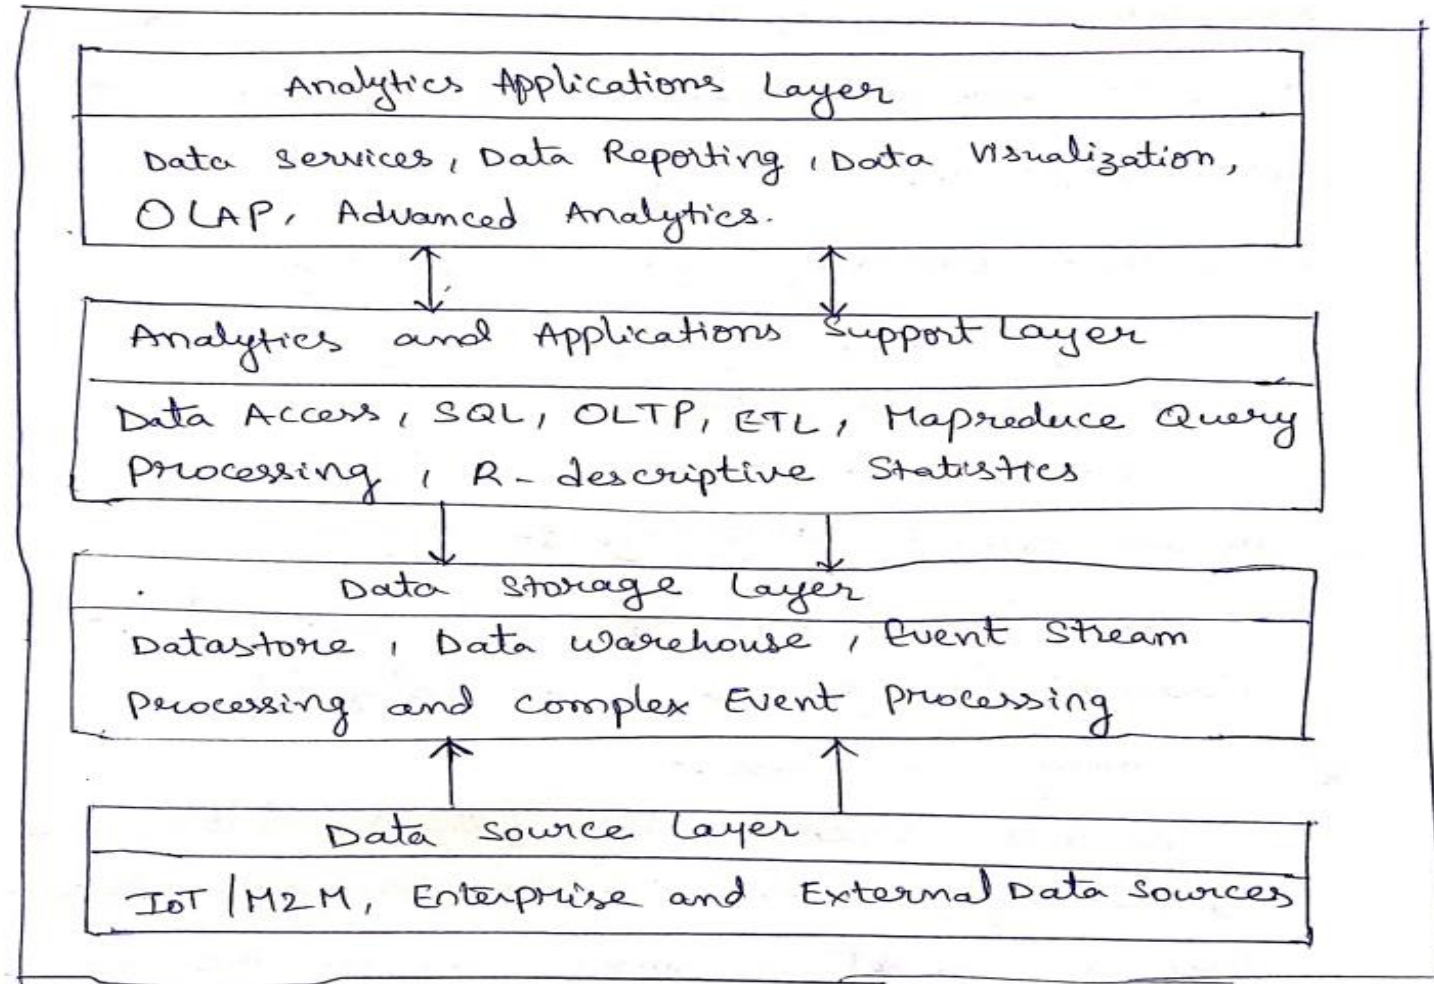 Analytics Applications Layer
Data services, Data Reporting, Data Visualization,
OLAP, Advanced Analytics.
Analytics and Applications Support Layer
Data Access, SQL, OLTP, ETL, Mapreduce Query
Processing, R-descriptive Statistics
Data Storage Layer
Datastore, Data warehouse, Event Stream
Processing and complex Event Processing
Data source Layer
IoT/M2M, Enterprise and External Data Sources